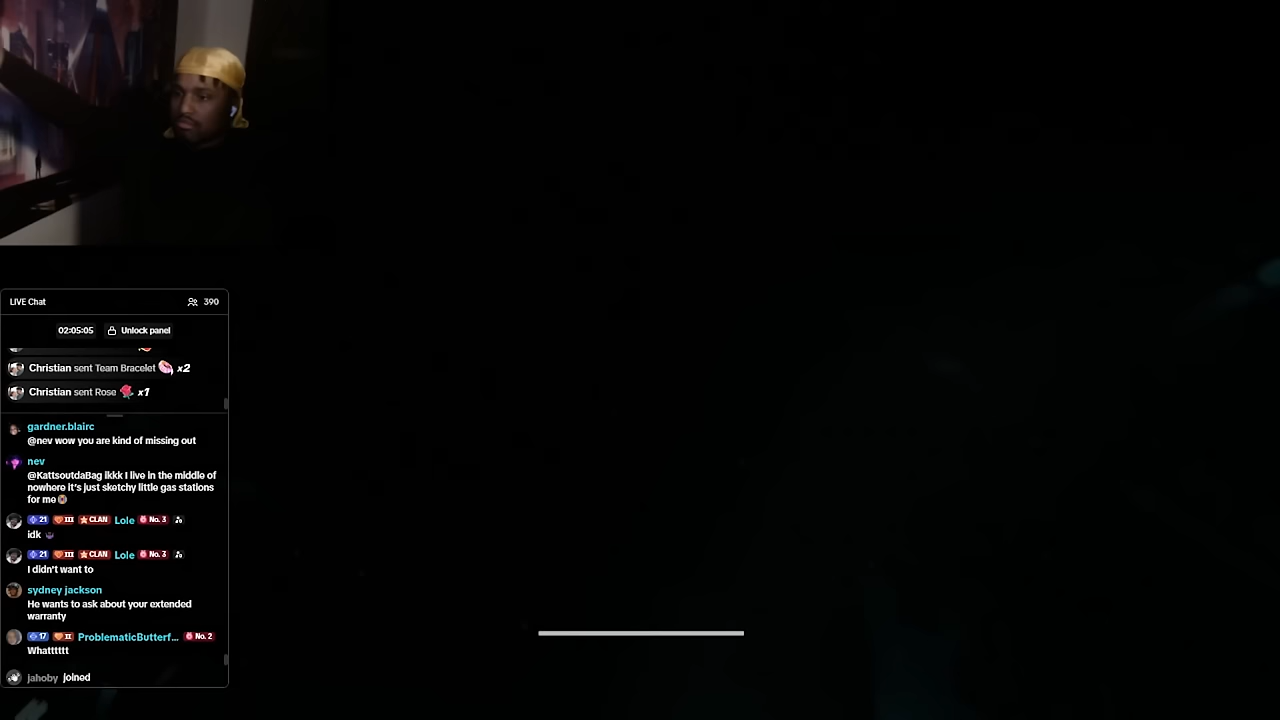 LIVE Chat
390
02:05:05
Unlock panel
Christian sent Team Bracelet x2
Christian sent Rose x1
gardner.blairc
@nev wow you are kind of missing out
nev
@KattsoutdaBag ikkk I live in the middle of
nowhere it's just sketchy little gas stations
for me
21 III CLAN Lole No. 3
idk
21 III CLAN Lole No. 3
I didn't want to
sydney jackson
He wants to ask about your extended
warranty
17 II ProblematicButterf... No. 2
Whatttttt
jahoby joined